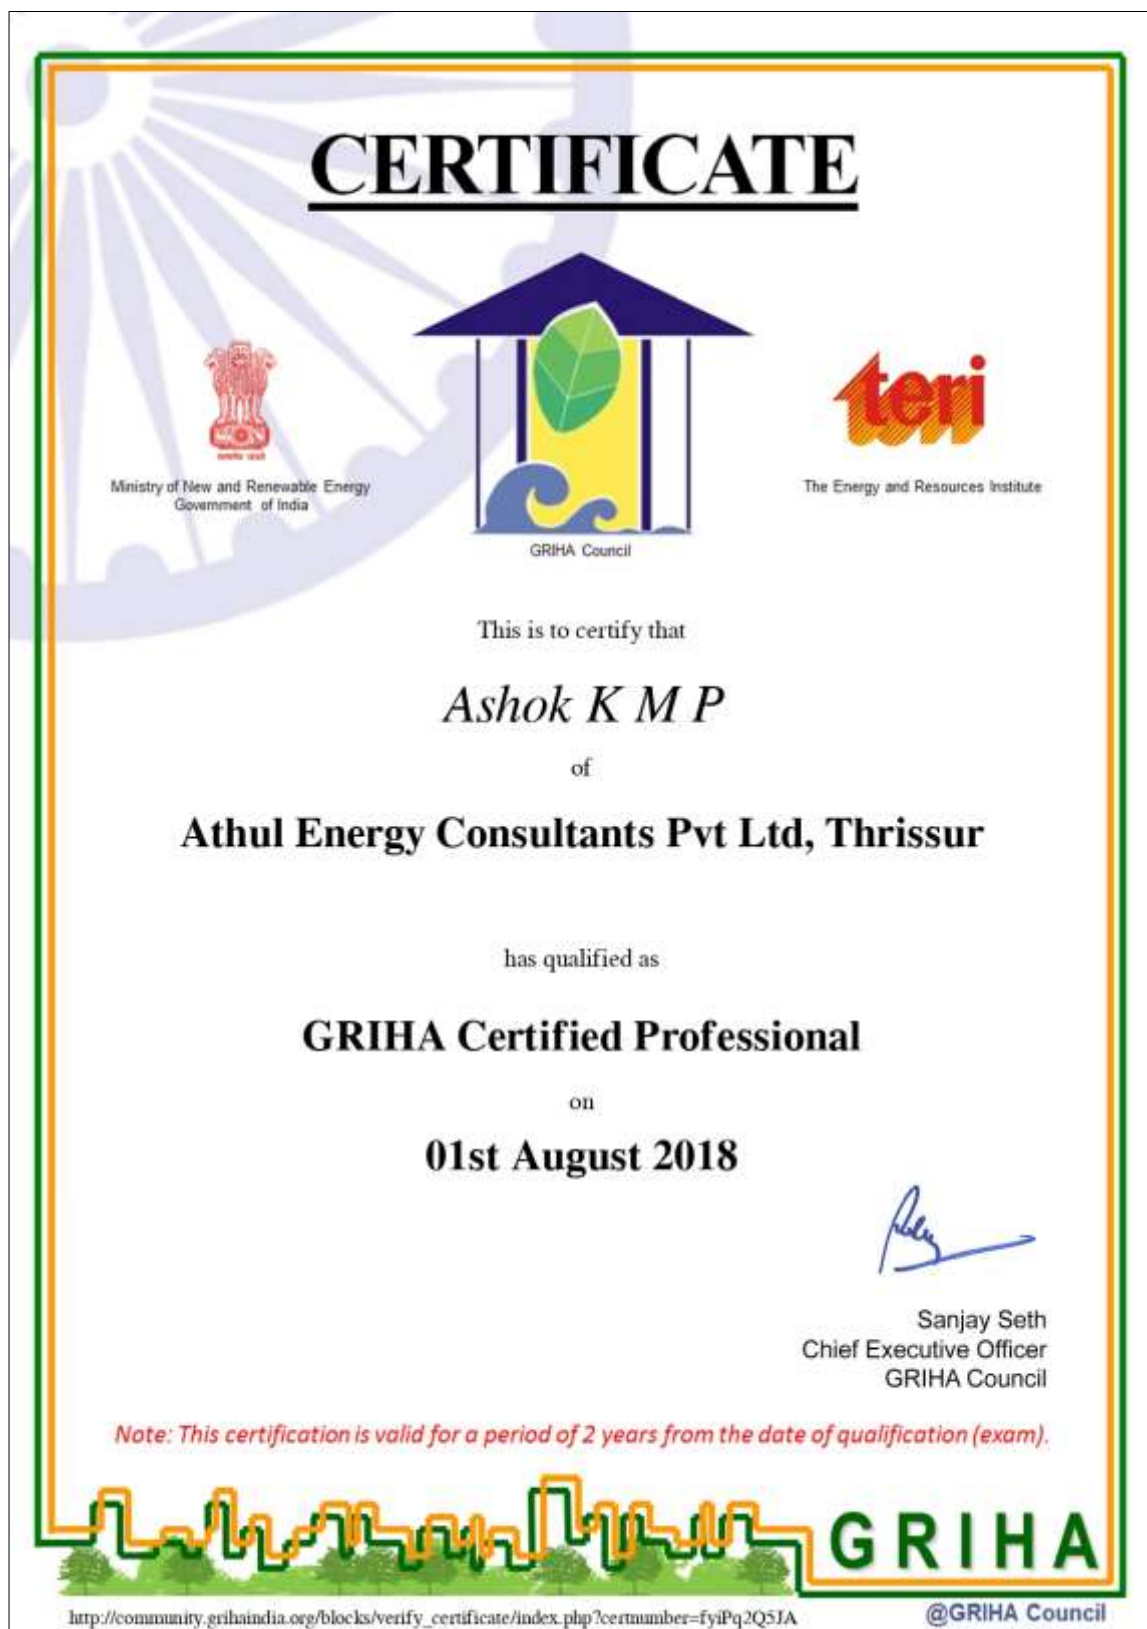 CERTIFICATE
Ministry of New and Renewable Energy
Government of India
GRIHA Council
teri
The Energy and Resources Institute
This is to certify that
Ashok K M P
of
Athul Energy Consultants Pvt Ltd, Thrissur
has qualified as
GRIHA Certified Professional
on
01st August 2018
Sanjay Seth
Chief Executive Officer
GRIHA Council
Note: This certification is valid for a period of 2 years from the date of qualification (exam).
GRIHA
http://community.grihaindia.org/blocks/verify_certificate/index.php?certnumber=fyiPq2Q5JA
@GRIHA Council